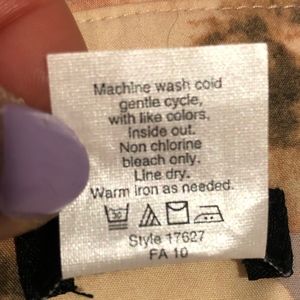 Machine wash cold
gentle cycle,
with like colors,
inside out.
Non chlorine
bleach only.
Line dry.
Warm iron as needed.
30
Style 17627
FA 10